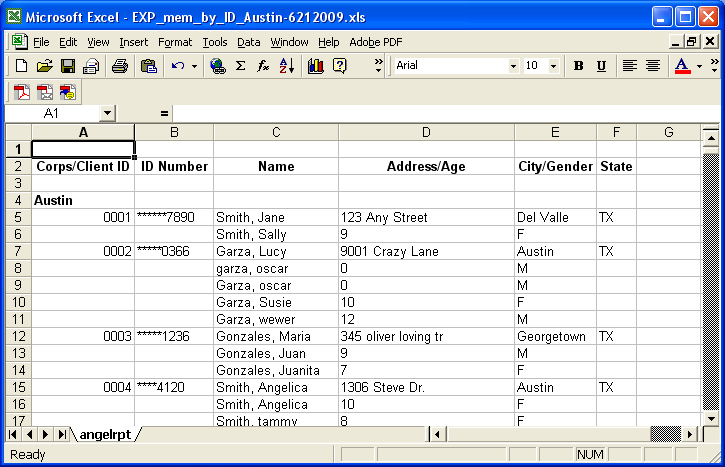 Microsoft Excel - EXP_mem_by_ID_Austin-6212009.xls
File Edit View Insert Format Tools Data Window Help Adobe PDF
Σ fx A Z » Arial 10 B U A »
A1 =
A B C D E F G
1
2 Corps/Client ID ID Number Name Address/Age City/Gender State
3
4 Austin
5 0001 ******7890 Smith, Jane 123 Any Street Del Valle TX
6 Smith, Sally 9 F
7 0002 *****0366 Garza, Lucy 9001 Crazy Lane Austin TX
8 garza, oscar 0 M
9 Garza, oscar 0 M
10 Garza, Susie 10 F
11 Garza, wewer 12 M
12 0003 *****1236 Gonzales, Maria 345 oliver loving tr Georgetown TX
13 Gonzales, Juan 9 M
14 Gonzales, Juanita 7 F
15 0004 ****4120 Smith, Angelica 1306 Steve Dr. Austin TX
16 Smith, Angelica 10 F
17 Smith, tammy 8 F
angelrpt
Ready NUM